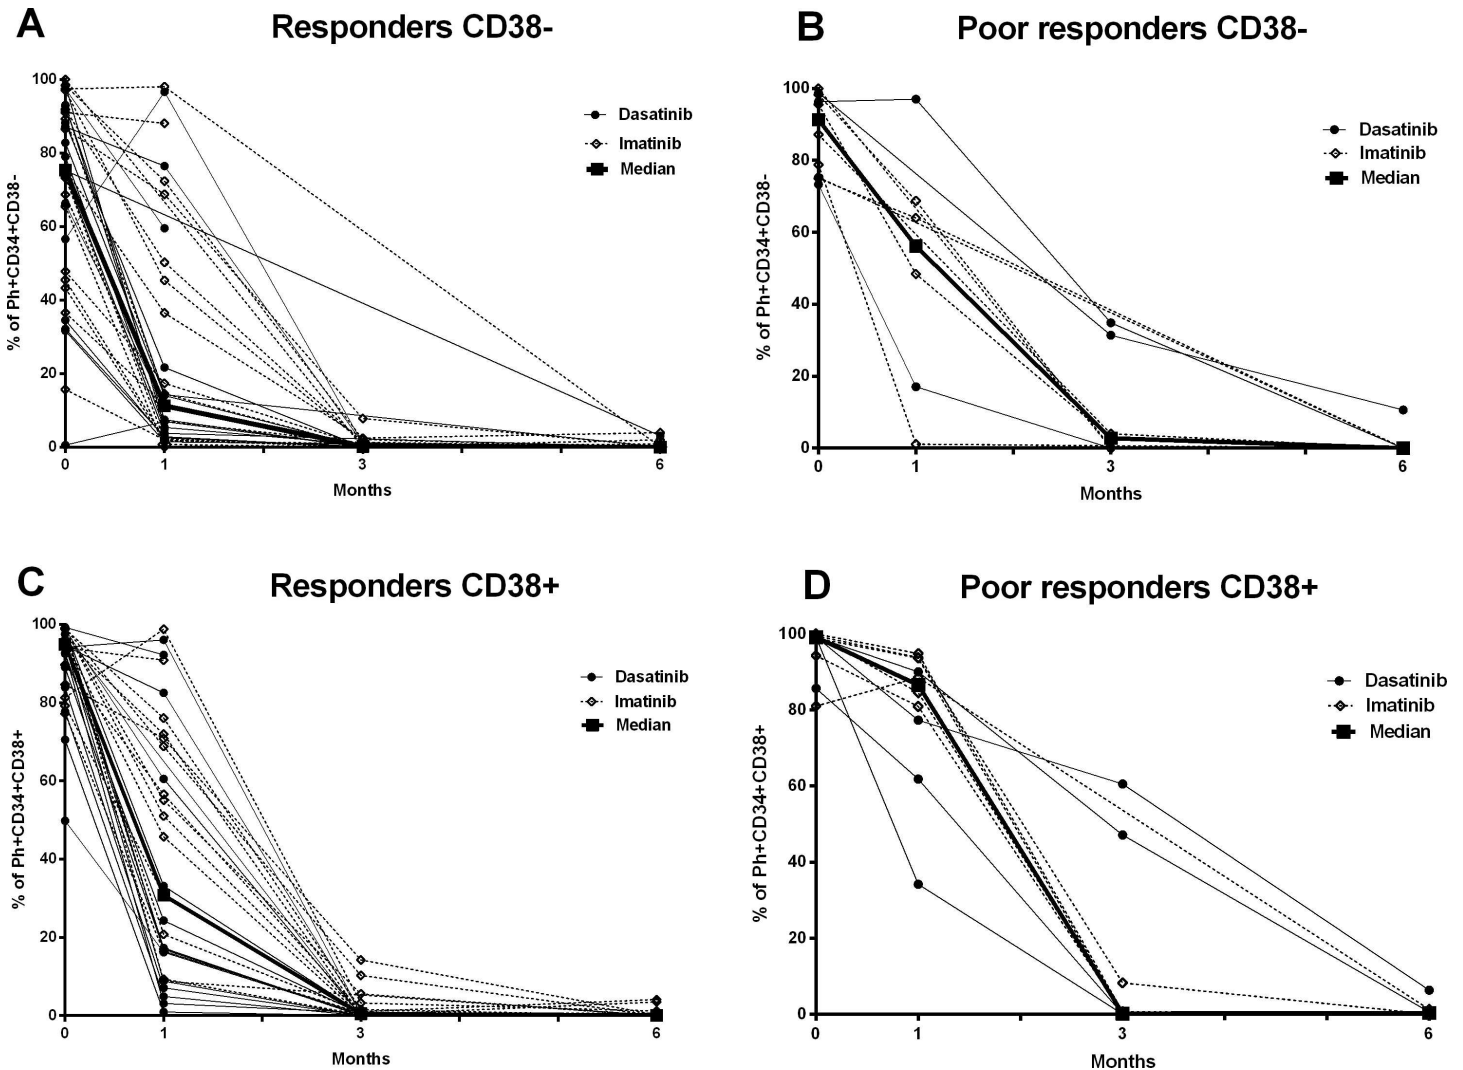 A
Responders CD38-
% of Ph+CD34+CD38-
100
80
60
40
20
0
0 1 3 6
Months
Dasatinib
Imatinib
Median
B
Poor responders CD38-
% of Ph+CD34+CD38-
100
80
60
40
20
0
0 1 3 6
Months
Dasatinib
Imatinib
Median
C
Responders CD38+
% of Ph+CD34+CD38+
100
80
60
40
20
0
0 1 3 6
Months
Dasatinib
Imatinib
Median
D
Poor responders CD38+
% of Ph+CD34+CD38+
100
80
60
40
20
0
0 1 3 6
Months
Dasatinib
Imatinib
Median